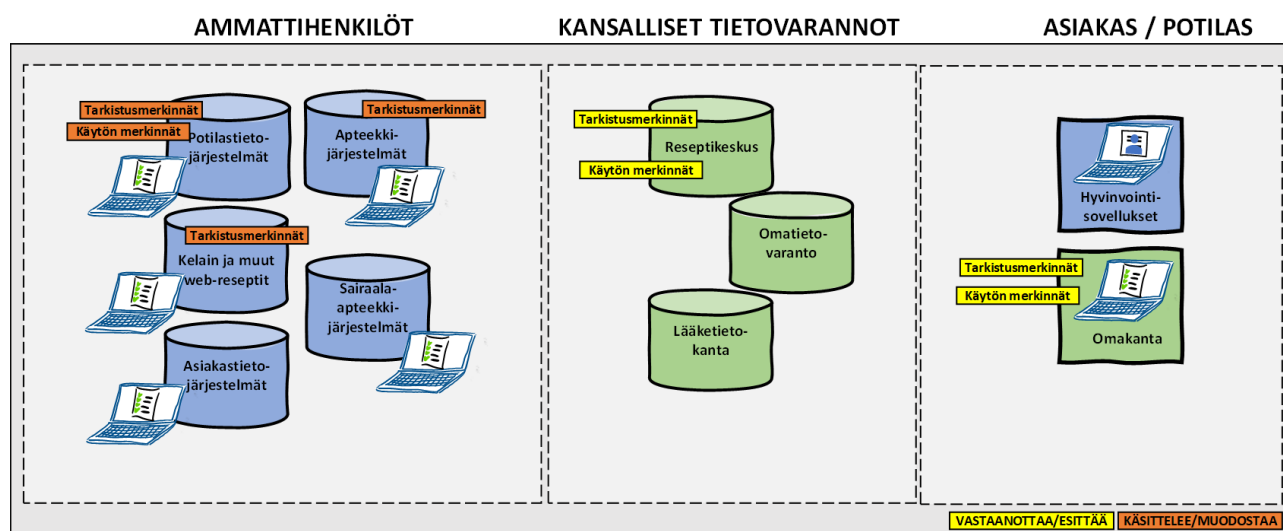 AMMATTIHENKILÖT
KANSALLISET TIETOVARANNOT
ASIAKAS / POTILAS
Tarkistusmerkinnät
Käytön merkinnät
Potilastieto-
järjestelmät
Tarkistusmerkinnät
Apteekki-
järjestelmät
Tarkistusmerkinnät
Kelain ja muut
web-reseptit
Sairaala-
apteekki-
järjestelmät
Asiakastieto-
järjestelmät
Tarkistusmerkinnät
Reseptikeskus
Käytön merkinnät
Omatieto-
varanto
Lääketieto-
kanta
Hyvinvointi-
sovellukset
Tarkistusmerkinnät
Käytön merkinnät
Omakanta
VASTAANOTTAA/ESITTÄÄ
KÄSITTELEE/MUODOSTAA